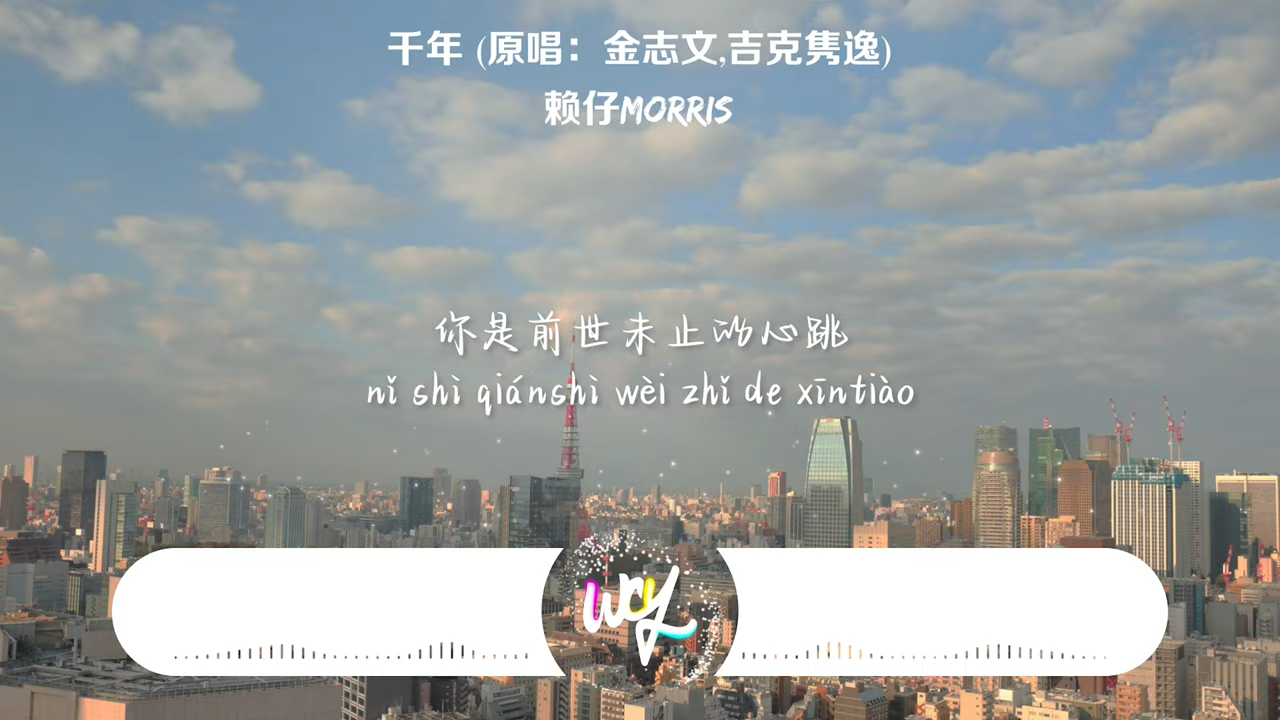 千年 (原唱：金志文,吉克隽逸)
赖仔MORRIS
你是前世未止的心跳
nǐ shì qiánshì wèi zhǐ de xīntiào
wcy